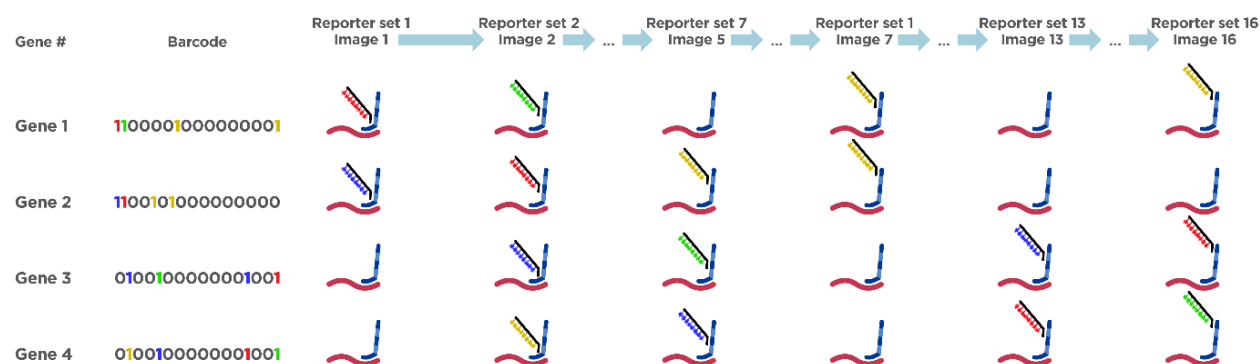 Reporter set 1 Reporter set 2 Reporter set 7 Reporter set 1 Reporter set 13 Reporter set 16
Gene # Barcode Image 1 Image 2 ... Image 5 ... Image 7 ... Image 13 ... Image 16
Gene 1 1100001000000001
Gene 2 1100101000000000
Gene 3 0100100000001001
Gene 4 0100100000001001